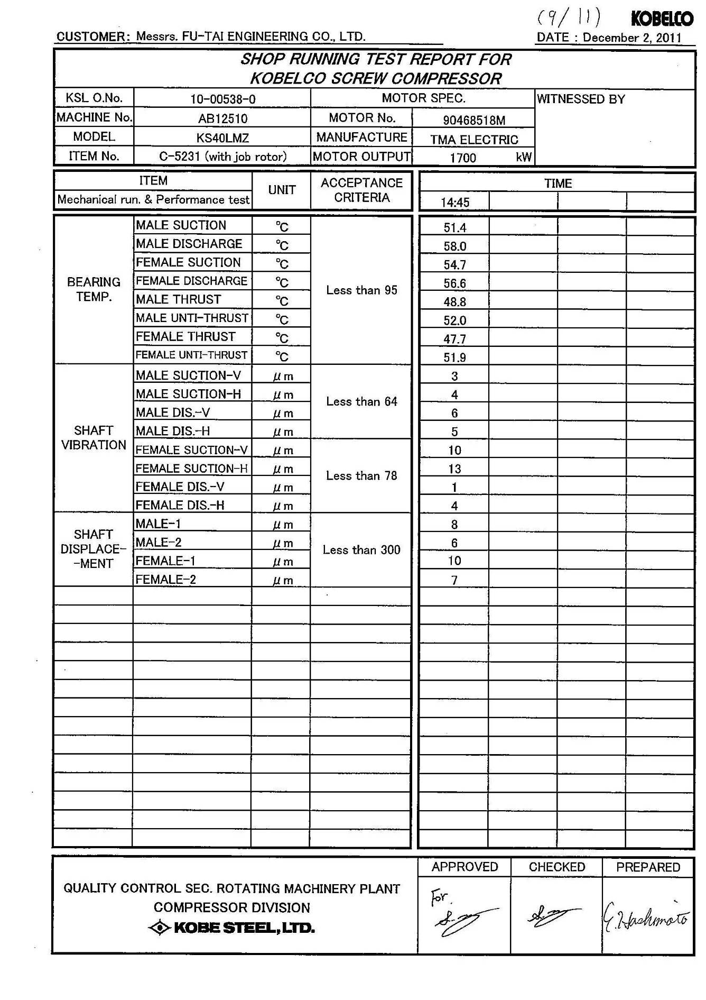 (9/11) KOBELCO
CUSTOMER: Messrs. FU-TAI ENGINEERING CO., LTD. DATE : December 2, 2011
SHOP RUNNING TEST REPORT FOR
KOBELCO SCREW COMPRESSOR
KSL O.No. 10-00538-0 MOTOR SPEC. WITNESSED BY
MACHINE No. AB12510 MOTOR No. 90468518M
MODEL KS40LMZ MANUFACTURE TMA ELECTRIC
ITEM No. C-5231 (with job rotor) MOTOR OUTPUT 1700 kW
ITEM UNIT ACCEPTANCE CRITERIA TIME
Mechanical run. & Performance test 14:45
BEARING TEMP.
MALE SUCTION °C Less than 95 51.4
MALE DISCHARGE °C 58.0
FEMALE SUCTION °C 54.7
FEMALE DISCHARGE °C 56.6
MALE THRUST °C 48.8
MALE UNTI-THRUST °C 52.0
FEMALE THRUST °C 47.7
FEMALE UNTI-THRUST °C 51.9
SHAFT VIBRATION
MALE SUCTION-V μm Less than 64 3
MALE SUCTION-H μm 4
MALE DIS.-V μm 6
MALE DIS.-H μm 5
FEMALE SUCTION-V μm Less than 78 10
FEMALE SUCTION-H μm 13
FEMALE DIS.-V μm 1
FEMALE DIS.-H μm 4
SHAFT DISPLACE-
-MENT
MALE-1 μm Less than 300 8
MALE-2 μm 6
FEMALE-1 μm 10
FEMALE-2 μm 7
APPROVED CHECKED PREPARED
QUALITY CONTROL SEC. ROTATING MACHINERY PLANT
COMPRESSOR DIVISION
KOBE STEEL, LTD.
For.
Hashimoto